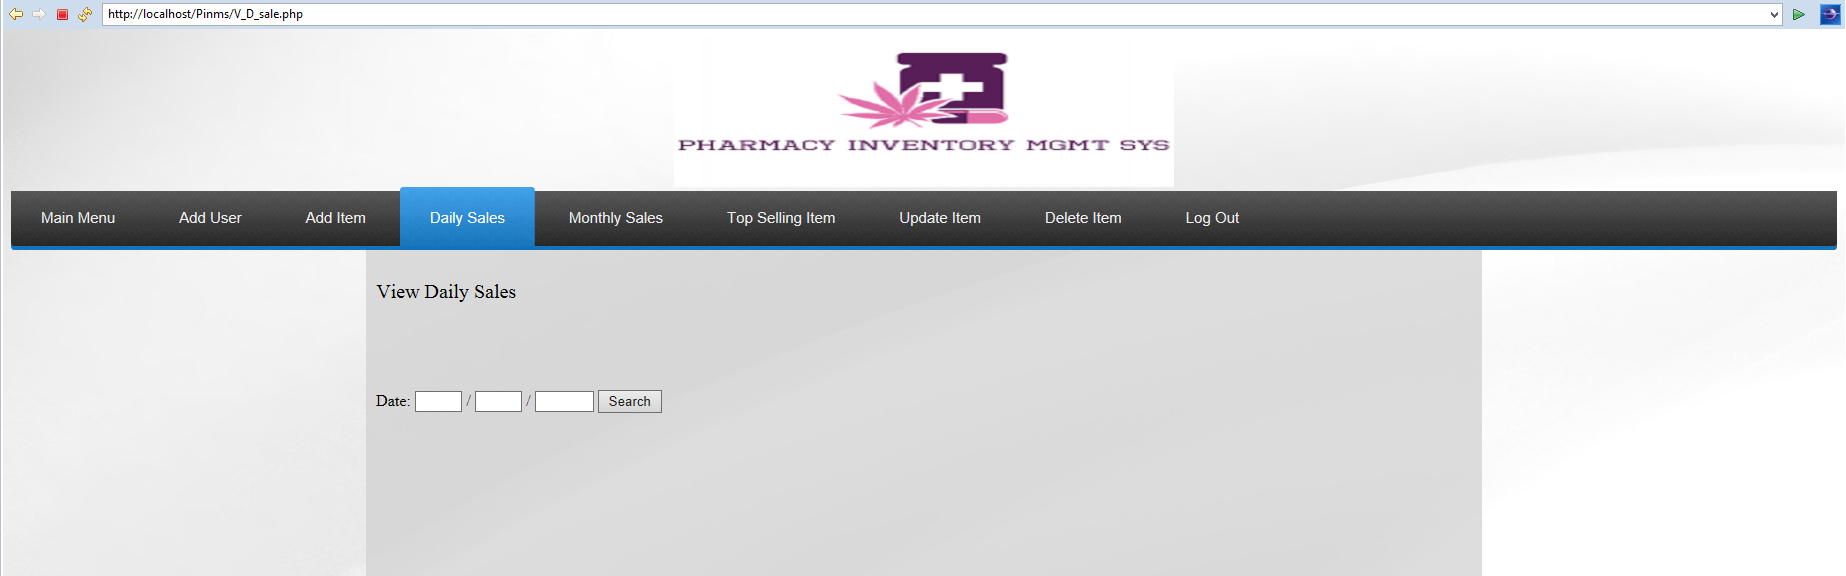 http://localhost/Pinms/V_D_sale.php
PHARMACY INVENTORY MGMT SYS
Main Menu Add User Add Item Daily Sales Monthly Sales Top Selling Item Update Item Delete Item Log Out
View Daily Sales
Date: / / Search